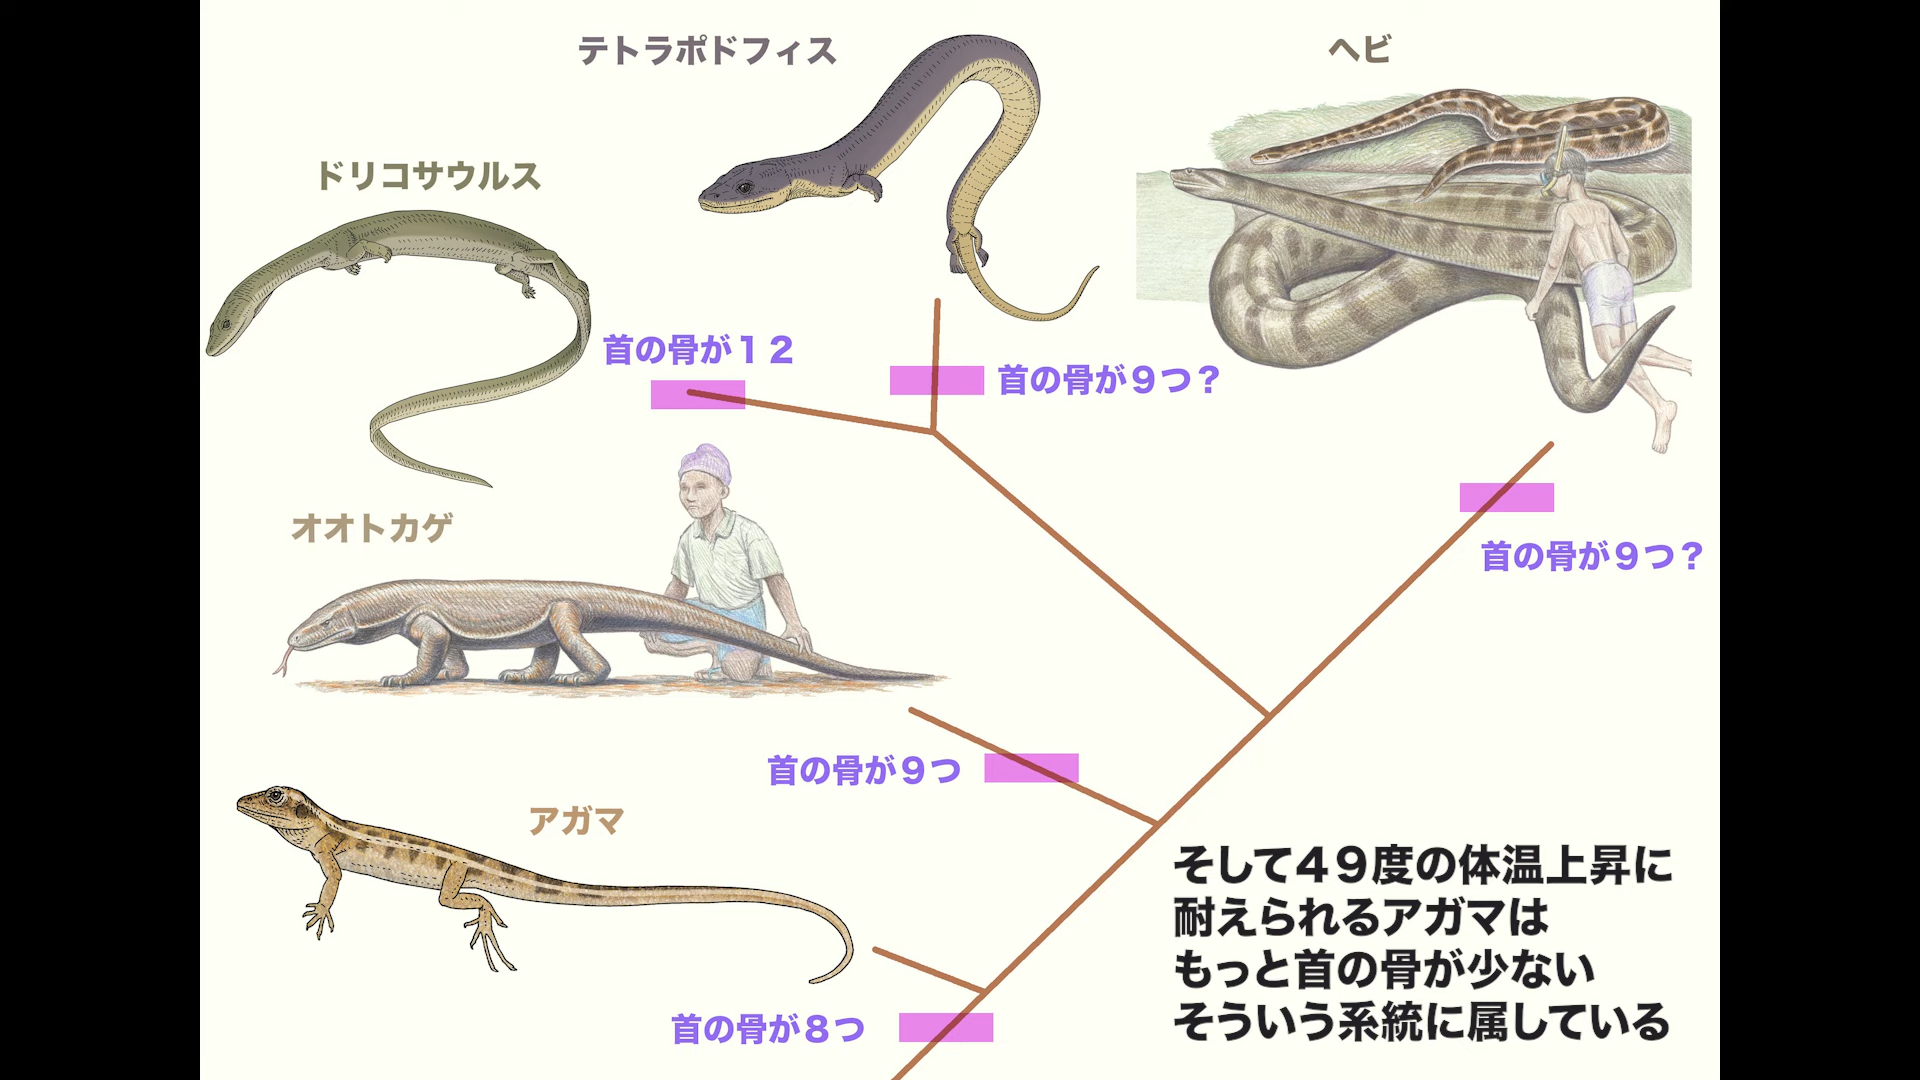 テトラポドフィス
ヘビ
ドリコサウルス
首の骨が１２
首の骨が９つ？
オオトカゲ
首の骨が９つ？
首の骨が９つ
アガマ
そして４９度の体温上昇に
耐えられるアガマは
もっと首の骨が少ない
そういう系統に属している
首の骨が８つ